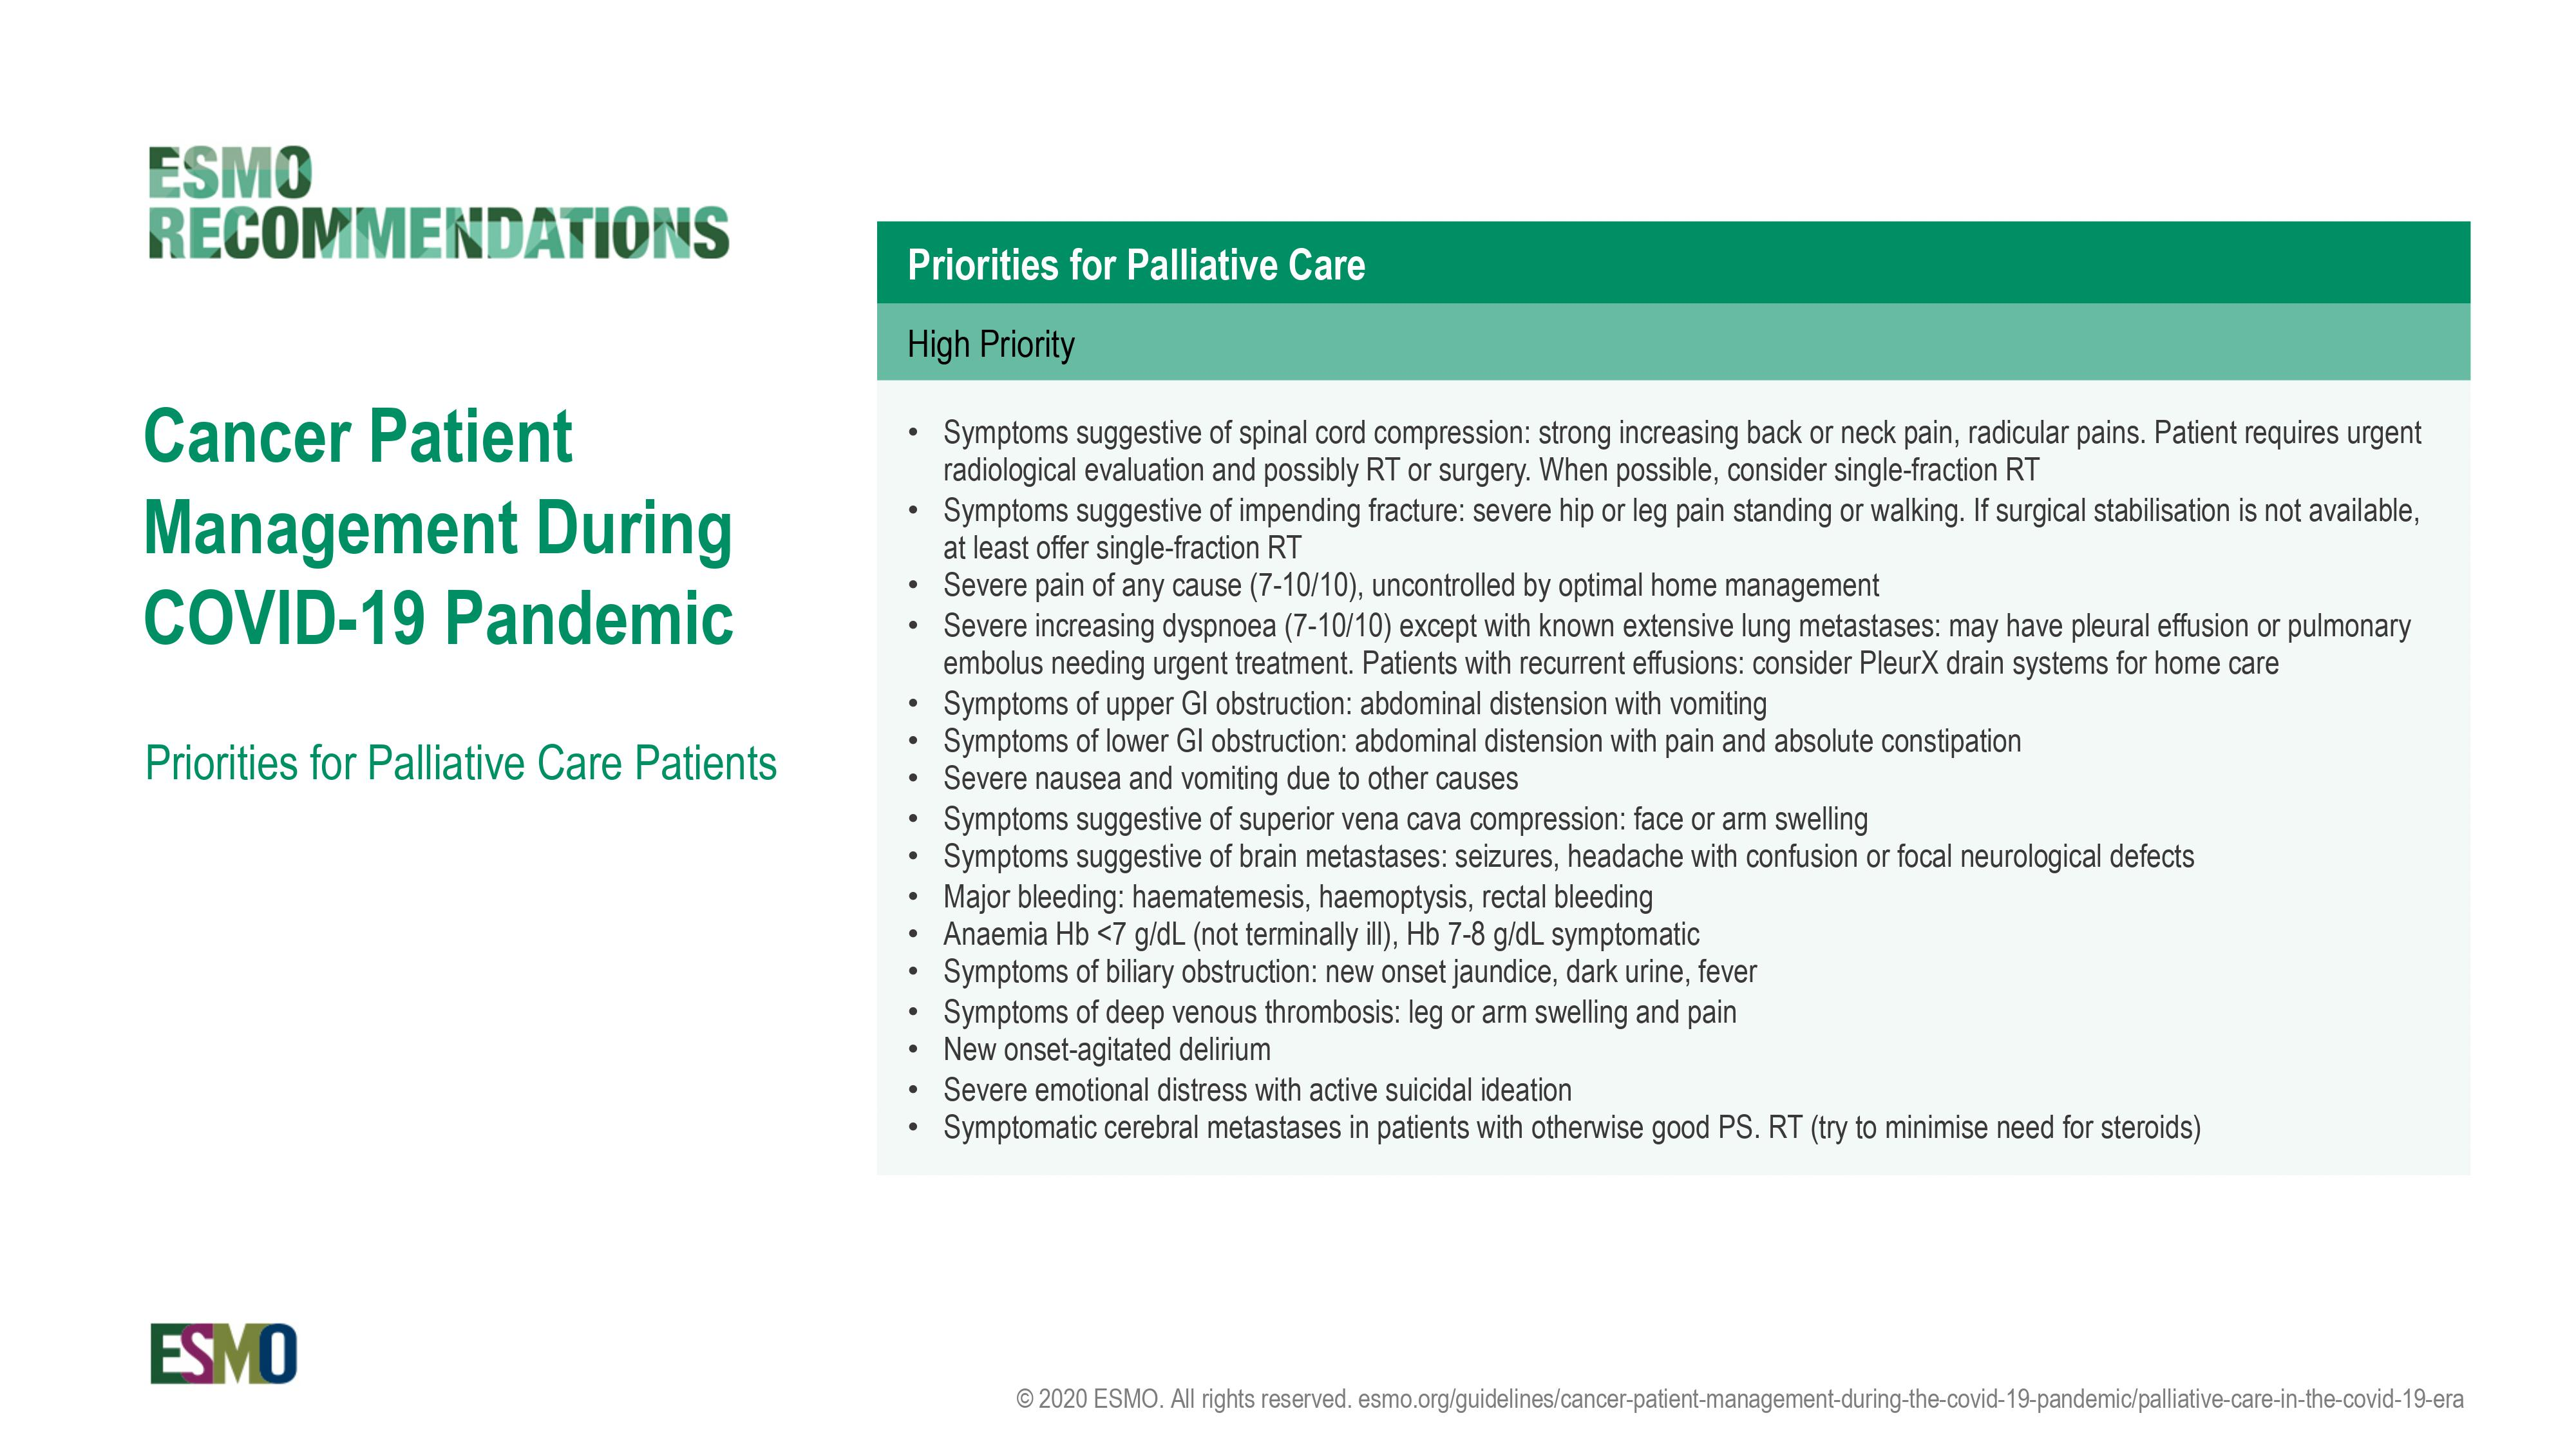 ESMO
RECOMMENDATIONS
Cancer Patient
Management During
COVID-19 Pandemic
Priorities for Palliative Care Patients
Priorities for Palliative Care
High Priority
• Symptoms suggestive of spinal cord compression: strong increasing back or neck pain, radicular pains. Patient requires urgent
radiological evaluation and possibly RT or surgery. When possible, consider single-fraction RT
• Symptoms suggestive of impending fracture: severe hip or leg pain standing or walking. If surgical stabilisation is not available,
at least offer single-fraction RT
• Severe pain of any cause (7-10/10), uncontrolled by optimal home management
• Severe increasing dyspnoea (7-10/10) except with known extensive lung metastases: may have pleural effusion or pulmonary
embolus needing urgent treatment. Patients with recurrent effusions: consider PleurX drain systems for home care
• Symptoms of upper GI obstruction: abdominal distension with vomiting
• Symptoms of lower GI obstruction: abdominal distension with pain and absolute constipation
• Severe nausea and vomiting due to other causes
• Symptoms suggestive of superior vena cava compression: face or arm swelling
• Symptoms suggestive of brain metastases: seizures, headache with confusion or focal neurological defects
• Major bleeding: haematemesis, haemoptysis, rectal bleeding
• Anaemia Hb <7 g/dL (not terminally ill), Hb 7-8 g/dL symptomatic
• Symptoms of biliary obstruction: new onset jaundice, dark urine, fever
• Symptoms of deep venous thrombosis: leg or arm swelling and pain
• New onset-agitated delirium
• Severe emotional distress with active suicidal ideation
• Symptomatic cerebral metastases in patients with otherwise good PS. RT (try to minimise need for steroids)
ESMO
© 2020 ESMO. All rights reserved. esmo.org/guidelines/cancer-patient-management-during-the-covid-19-pandemic/palliative-care-in-the-covid-19-era